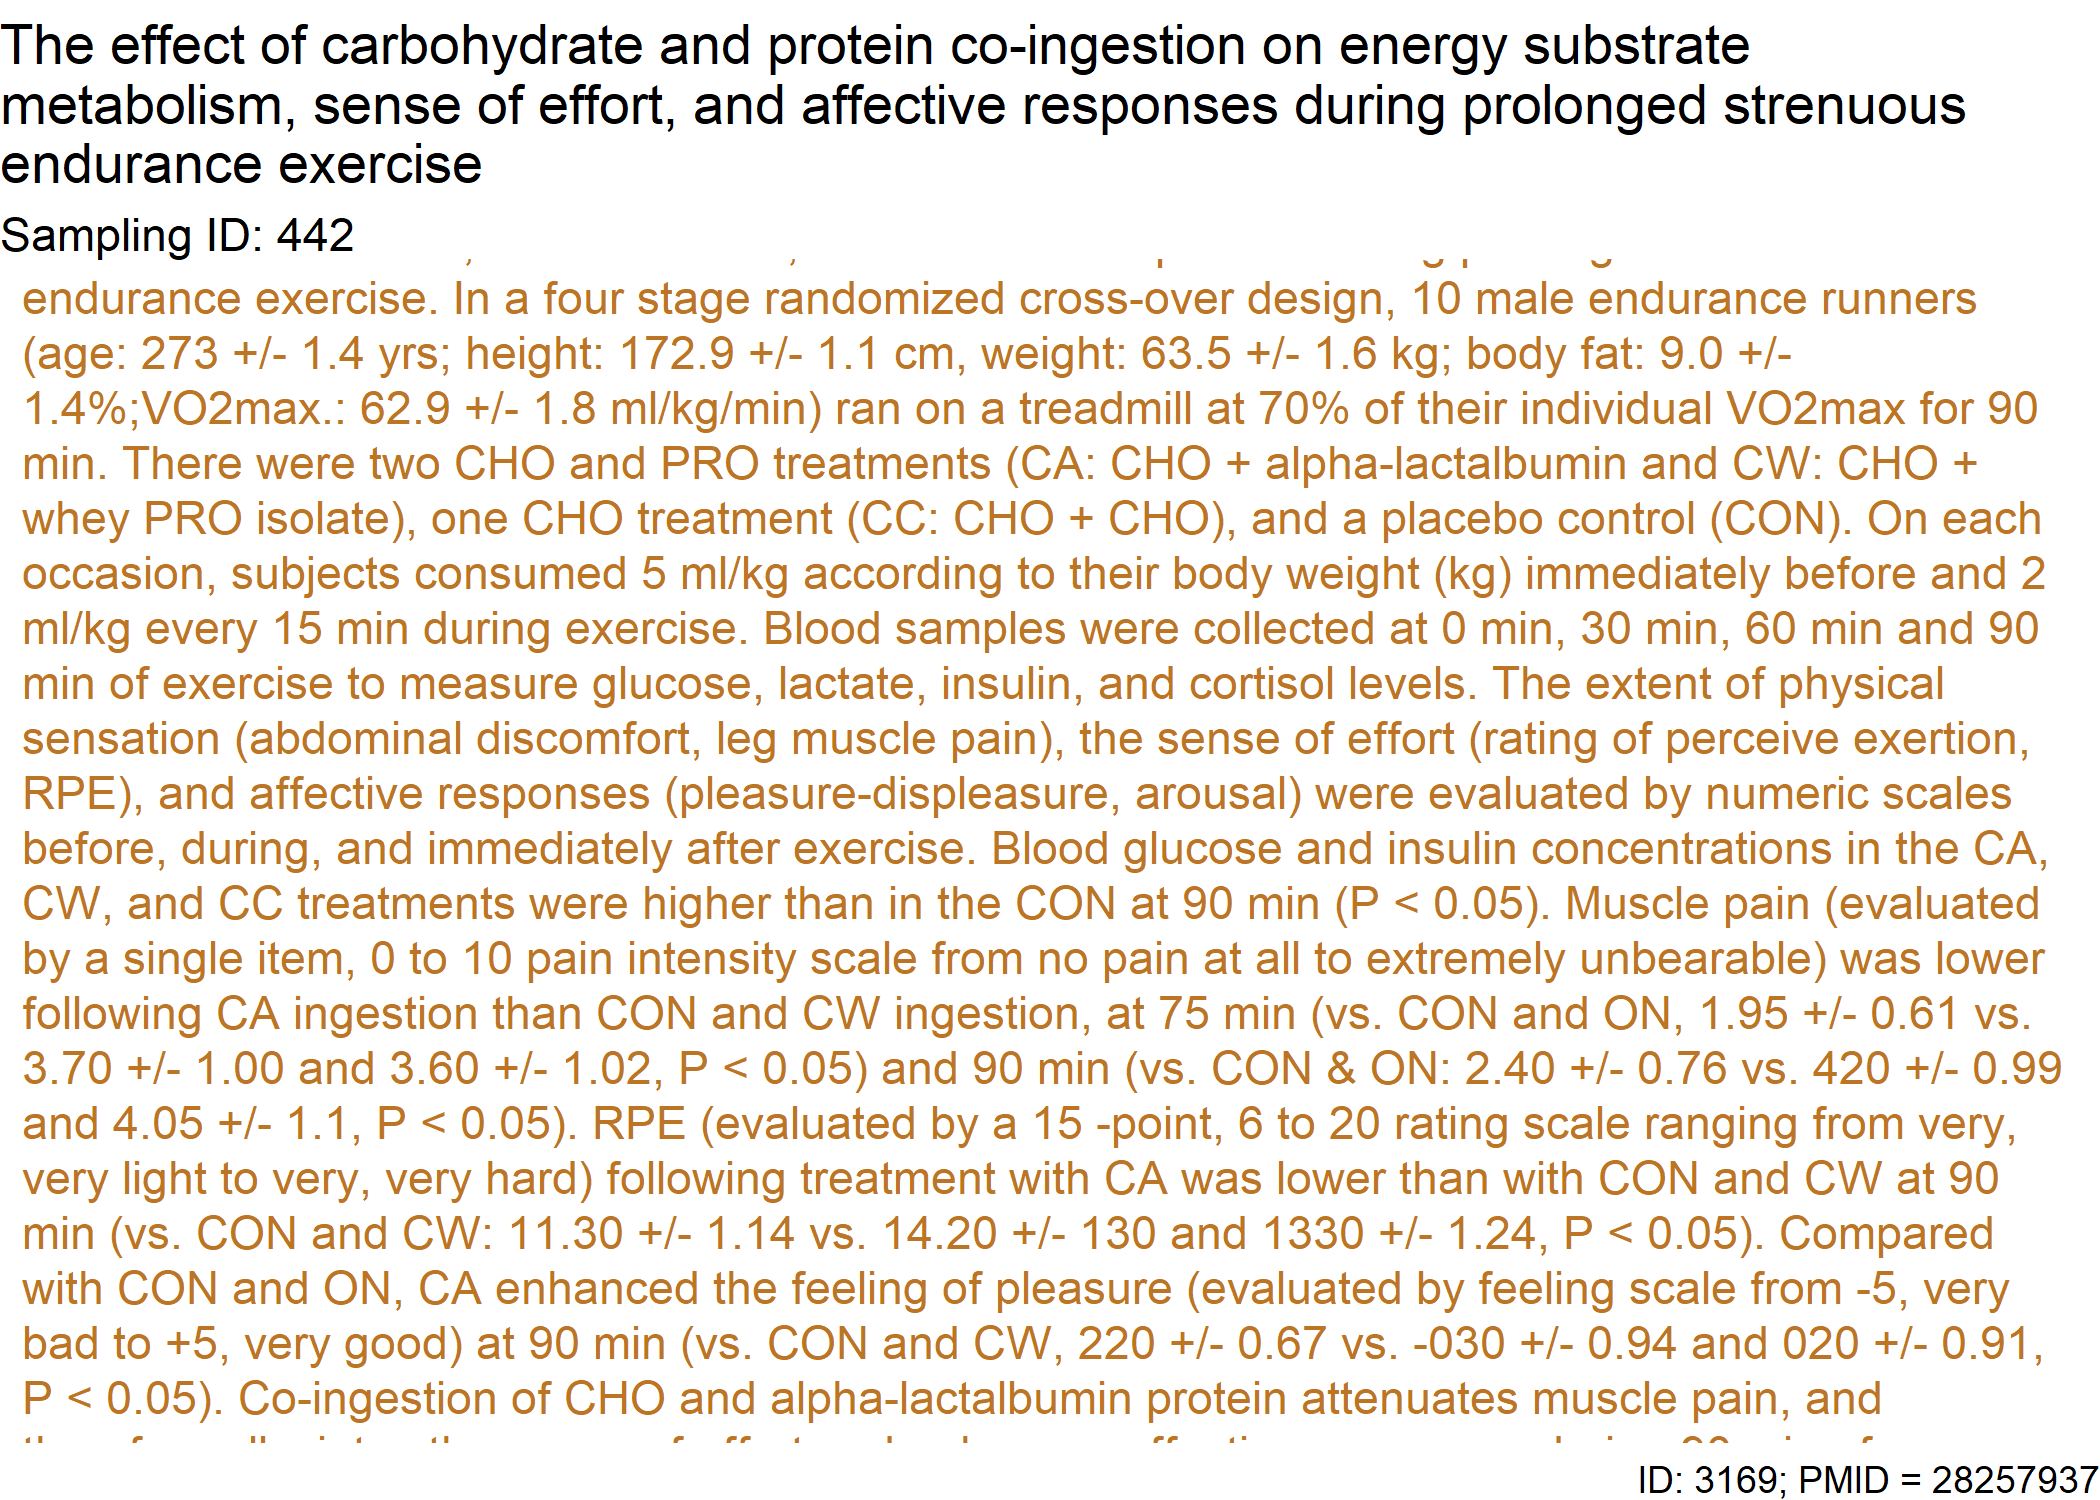 The effect of carbohydrate and protein co-ingestion on energy substrate
metabolism, sense of effort, and affective responses during prolonged strenuous
endurance exercise
Sampling ID: 442
endurance exercise. In a four stage randomized cross-over design, 10 male endurance runners
(age: 273 +/- 1.4 yrs; height: 172.9 +/- 1.1 cm, weight: 63.5 +/- 1.6 kg; body fat: 9.0 +/-
1.4%;VO2max.: 62.9 +/- 1.8 ml/kg/min) ran on a treadmill at 70% of their individual VO2max for 90
min. There were two CHO and PRO treatments (CA: CHO + alpha-lactalbumin and CW: CHO +
whey PRO isolate), one CHO treatment (CC: CHO + CHO), and a placebo control (CON). On each
occasion, subjects consumed 5 ml/kg according to their body weight (kg) immediately before and 2
ml/kg every 15 min during exercise. Blood samples were collected at 0 min, 30 min, 60 min and 90
min of exercise to measure glucose, lactate, insulin, and cortisol levels. The extent of physical
sensation (abdominal discomfort, leg muscle pain), the sense of effort (rating of perceive exertion,
RPE), and affective responses (pleasure-displeasure, arousal) were evaluated by numeric scales
before, during, and immediately after exercise. Blood glucose and insulin concentrations in the CA,
CW, and CC treatments were higher than in the CON at 90 min (P < 0.05). Muscle pain (evaluated
by a single item, 0 to 10 pain intensity scale from no pain at all to extremely unbearable) was lower
following CA ingestion than CON and CW ingestion, at 75 min (vs. CON and ON, 1.95 +/- 0.61 vs.
3.70 +/- 1.00 and 3.60 +/- 1.02, P < 0.05) and 90 min (vs. CON & ON: 2.40 +/- 0.76 vs. 420 +/- 0.99
and 4.05 +/- 1.1, P < 0.05). RPE (evaluated by a 15 -point, 6 to 20 rating scale ranging from very,
very light to very, very hard) following treatment with CA was lower than with CON and CW at 90
min (vs. CON and CW: 11.30 +/- 1.14 vs. 14.20 +/- 130 and 1330 +/- 1.24, P < 0.05). Compared
with CON and ON, CA enhanced the feeling of pleasure (evaluated by feeling scale from -5, very
bad to +5, very good) at 90 min (vs. CON and CW, 220 +/- 0.67 vs. -030 +/- 0.94 and 020 +/- 0.91,
P < 0.05). Co-ingestion of CHO and alpha-lactalbumin protein attenuates muscle pain, and
ID: 3169; PMID = 28257937